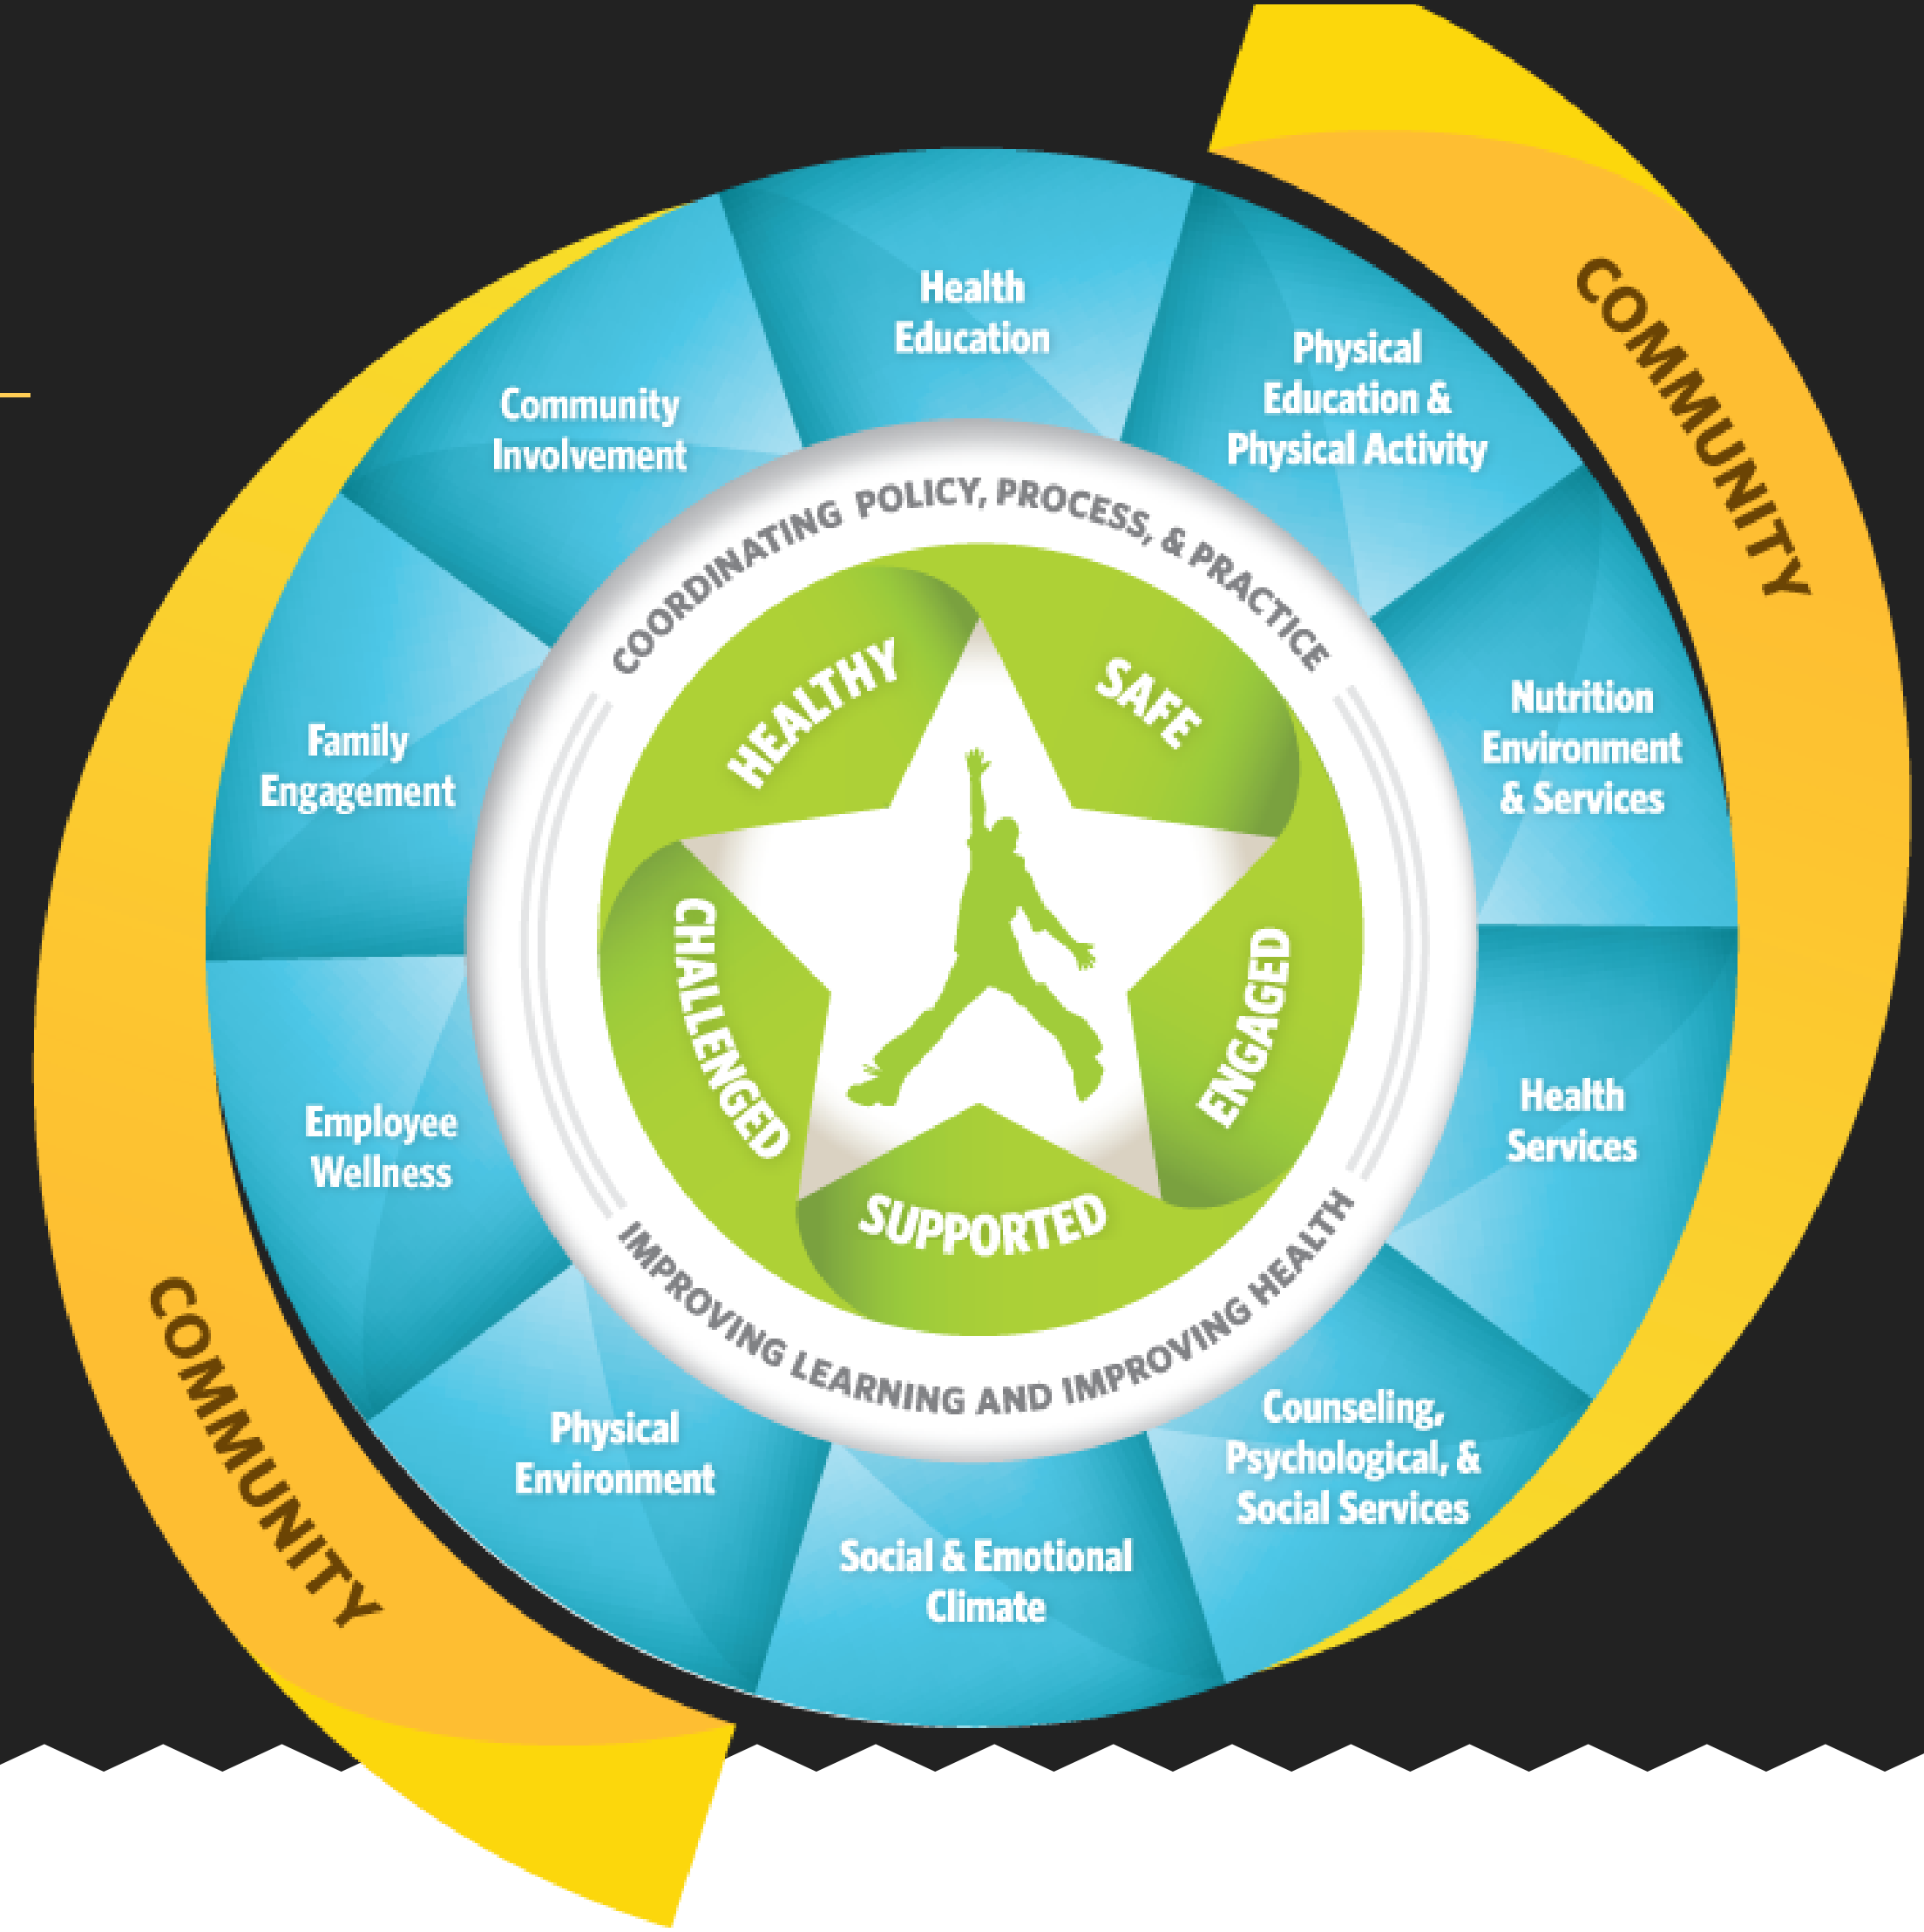 Health
Education
Physical
Education &
Physical Activity
Nutrition
Environment
& Services
Health
Services
Counseling,
Psychological, &
Social Services
Social & Emotional
Climate
Physical
Environment
Employee
Wellness
Family
Engagement
Community
Involvement
COORDINATING POLICY, PROCESS, & PRACTICE
IMPROVING LEARNING AND IMPROVING HEALTH
HEALTHY
SAFE
ENGAGED
SUPPORTED
CHALLENGED
COMMUNITY
COMMUNITY